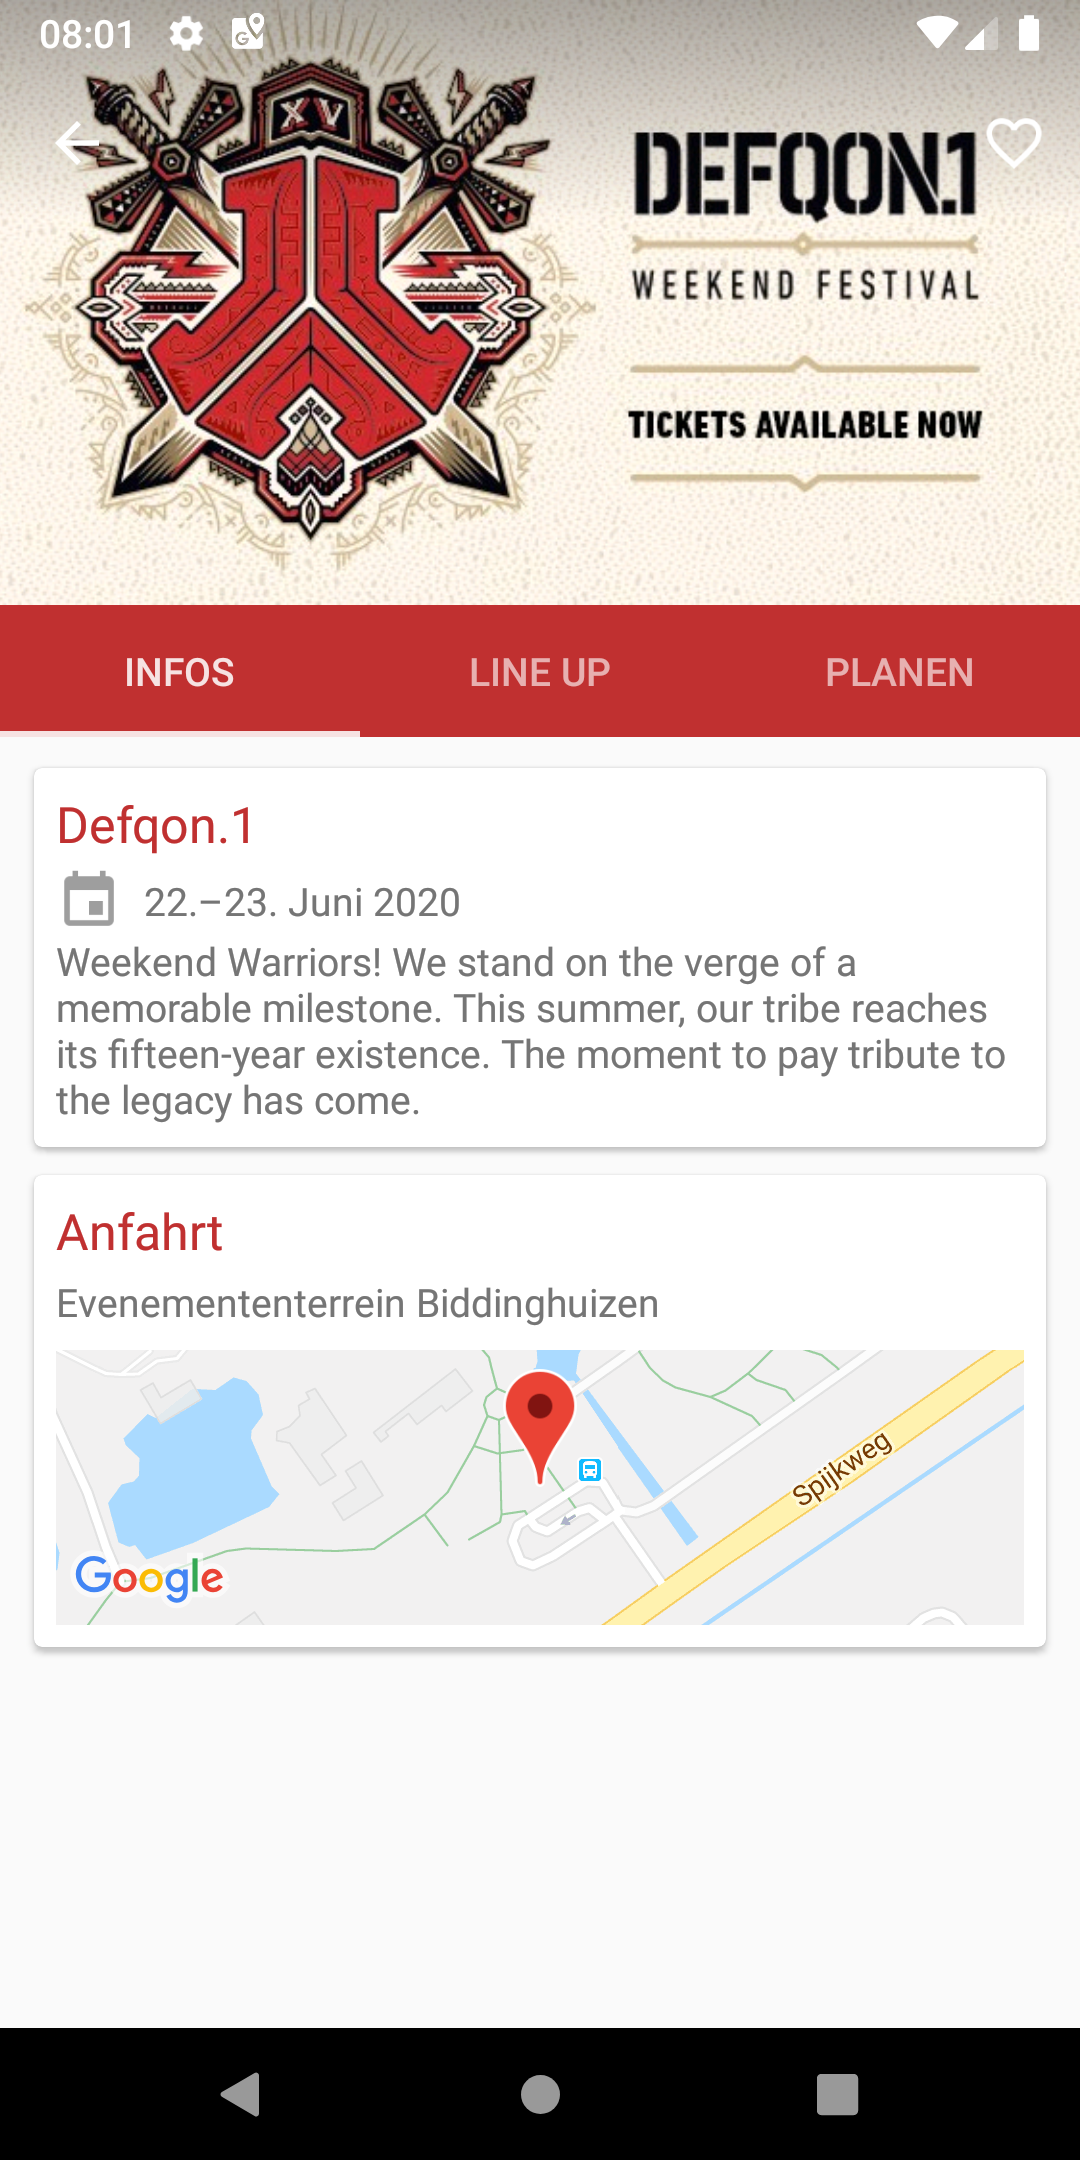 08:01
XV
DEFQON.1
WEEKEND FESTIVAL
TICKETS AVAILABLE NOW
INFOS
LINE UP
PLANEN
Defqon.1
22.–23. Juni 2020
Weekend Warriors! We stand on the verge of a
memorable milestone. This summer, our tribe reaches
its fifteen-year existence. The moment to pay tribute to
the legacy has come.
Anfahrt
Evenemententerrein Biddinghuizen
Spijkweg
Google